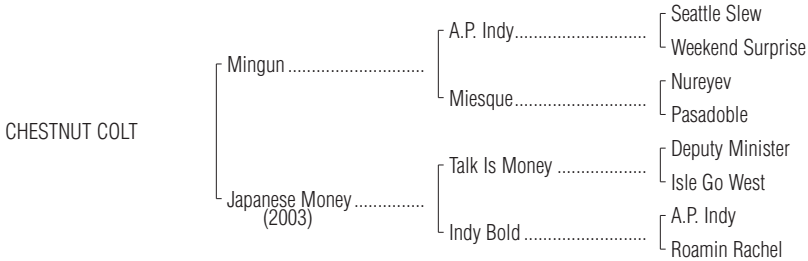 Seattle Slew
A.P. Indy..............................
Weekend Surprise
Mingun ...............................
Nureyev
Miesque..............................
Pasadoble
CHESTNUT COLT
Deputy Minister
Talk Is Money ....................
Isle Go West
Japanese Money ...............
(2003)
A.P. Indy
Indy Bold ...........................
Roamin Rachel